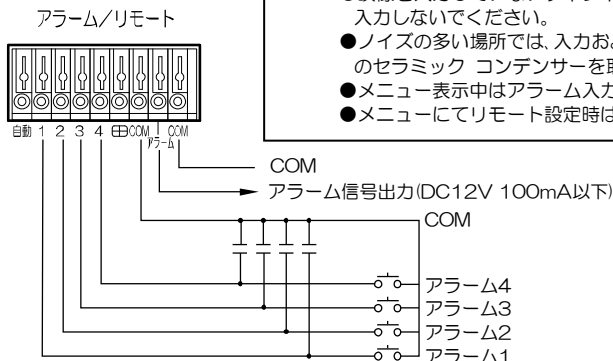 アラーム/リモート
入力しないでください。
●ノイズの多い場所では、入力お
のセラミック コンデンサーを
●メニュー表示中はアラーム入
●メニューにてリモート設定時は
自動 1 2 3 4 田 COM アラーム COM
COM
アラーム信号出力(DC12V 100mA以下)
COM
アラーム4
アラーム3
アラーム2
アラーム1